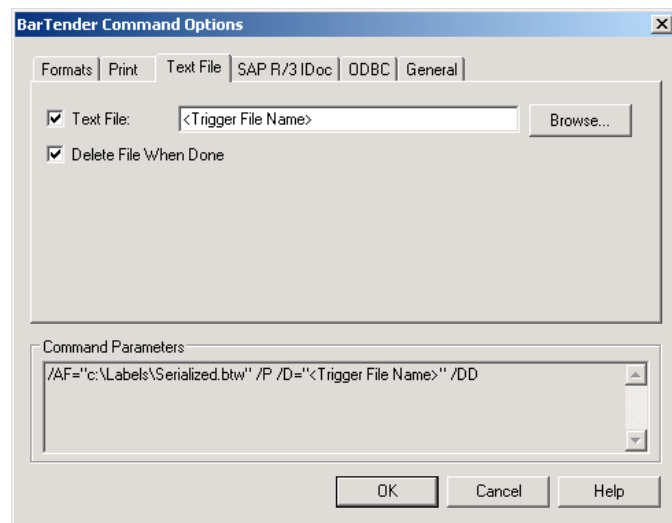 BarTender Command Options
Formats Print Text File SAP R/3 IDoc ODBC General
Text File: <Trigger File Name> Browse...
Delete File When Done
Command Parameters
/AF="c:\Labels\Serialized.btw" /P /D="<Trigger File Name>" /DD
OK Cancel Help